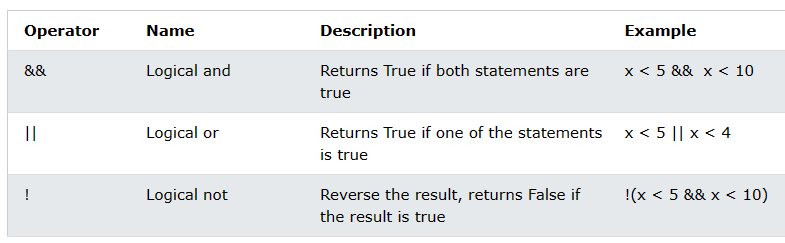 Operator Name Description Example
&& Logical and Returns True if both statements are x < 5 &&  x < 10
true
|| Logical or Returns True if one of the statements x < 5 || x < 4
is true
! Logical not Reverse the result, returns False if !(x < 5 && x < 10)
the result is true